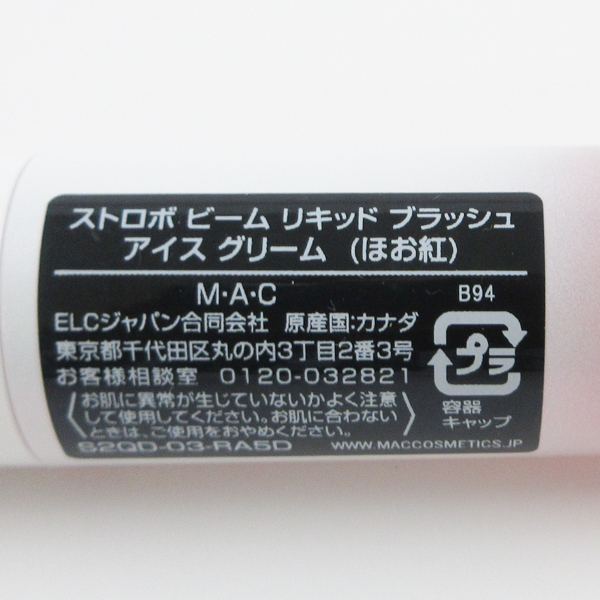 ストロボ ビーム リキッド ブラッシュ
アイス グリーム （ほお紅）
M·A·C B94
ELCジャパン合同会社 原産国:カナダ
東京都千代田区丸の内3丁目2番3号
お客様相談室 0120-032821
プラ
お肌に異常が生じていないかよく注意
して使用してください。お肌に合わない
ときは、ご使用をおやめください。
容器
キャップ
S2QD-03-RA5D WWW.MACCOSMETICS.JP